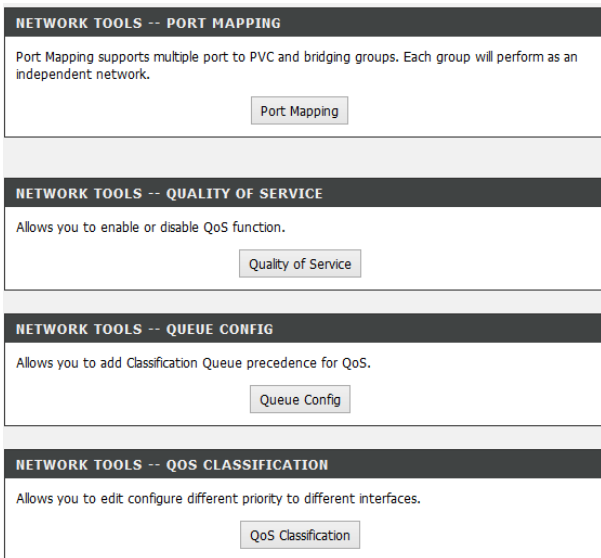 NETWORK TOOLS -- PORT MAPPING
Port Mapping supports multiple port to PVC and bridging groups. Each group will perform as an
independent network.
Port Mapping
NETWORK TOOLS -- QUALITY OF SERVICE
Allows you to enable or disable QoS function.
Quality of Service
NETWORK TOOLS -- QUEUE CONFIG
Allows you to add Classification Queue precedence for QoS.
Queue Config
NETWORK TOOLS -- QOS CLASSIFICATION
Allows you to edit configure different priority to different interfaces.
QoS Classification